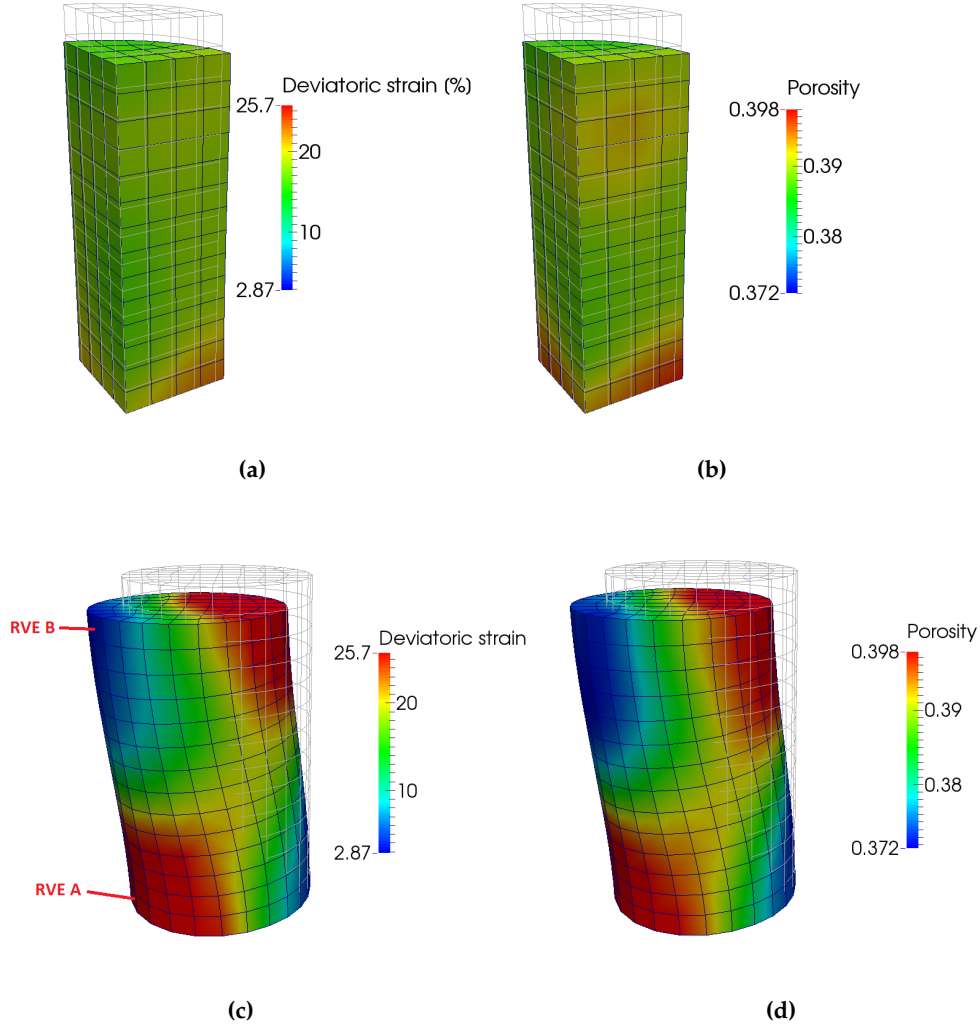 Deviatoric strain (%)
25.7
20
10
2.87
(a)
Porosity
0.398
0.39
0.38
0.372
(b)
RVE B
RVE A
Deviatoric strain
25.7
20
10
2.87
(c)
Porosity
0.398
0.39
0.38
0.372
(d)